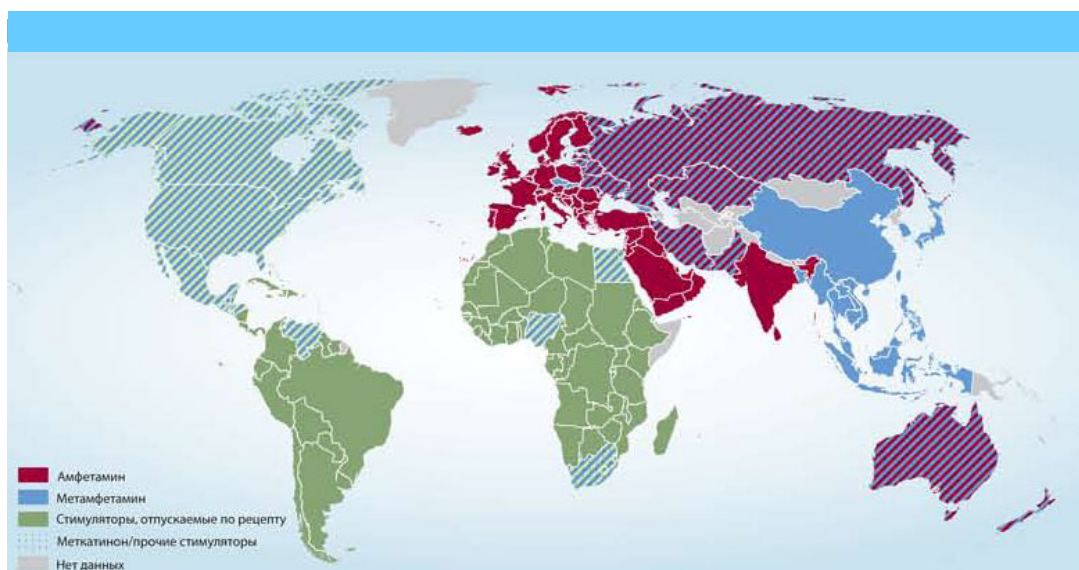 Амфетамин
Метамфетамин
Стимуляторы, отпускаемые по рецепту
Меткатинон/прочие стимуляторы
Нет данных